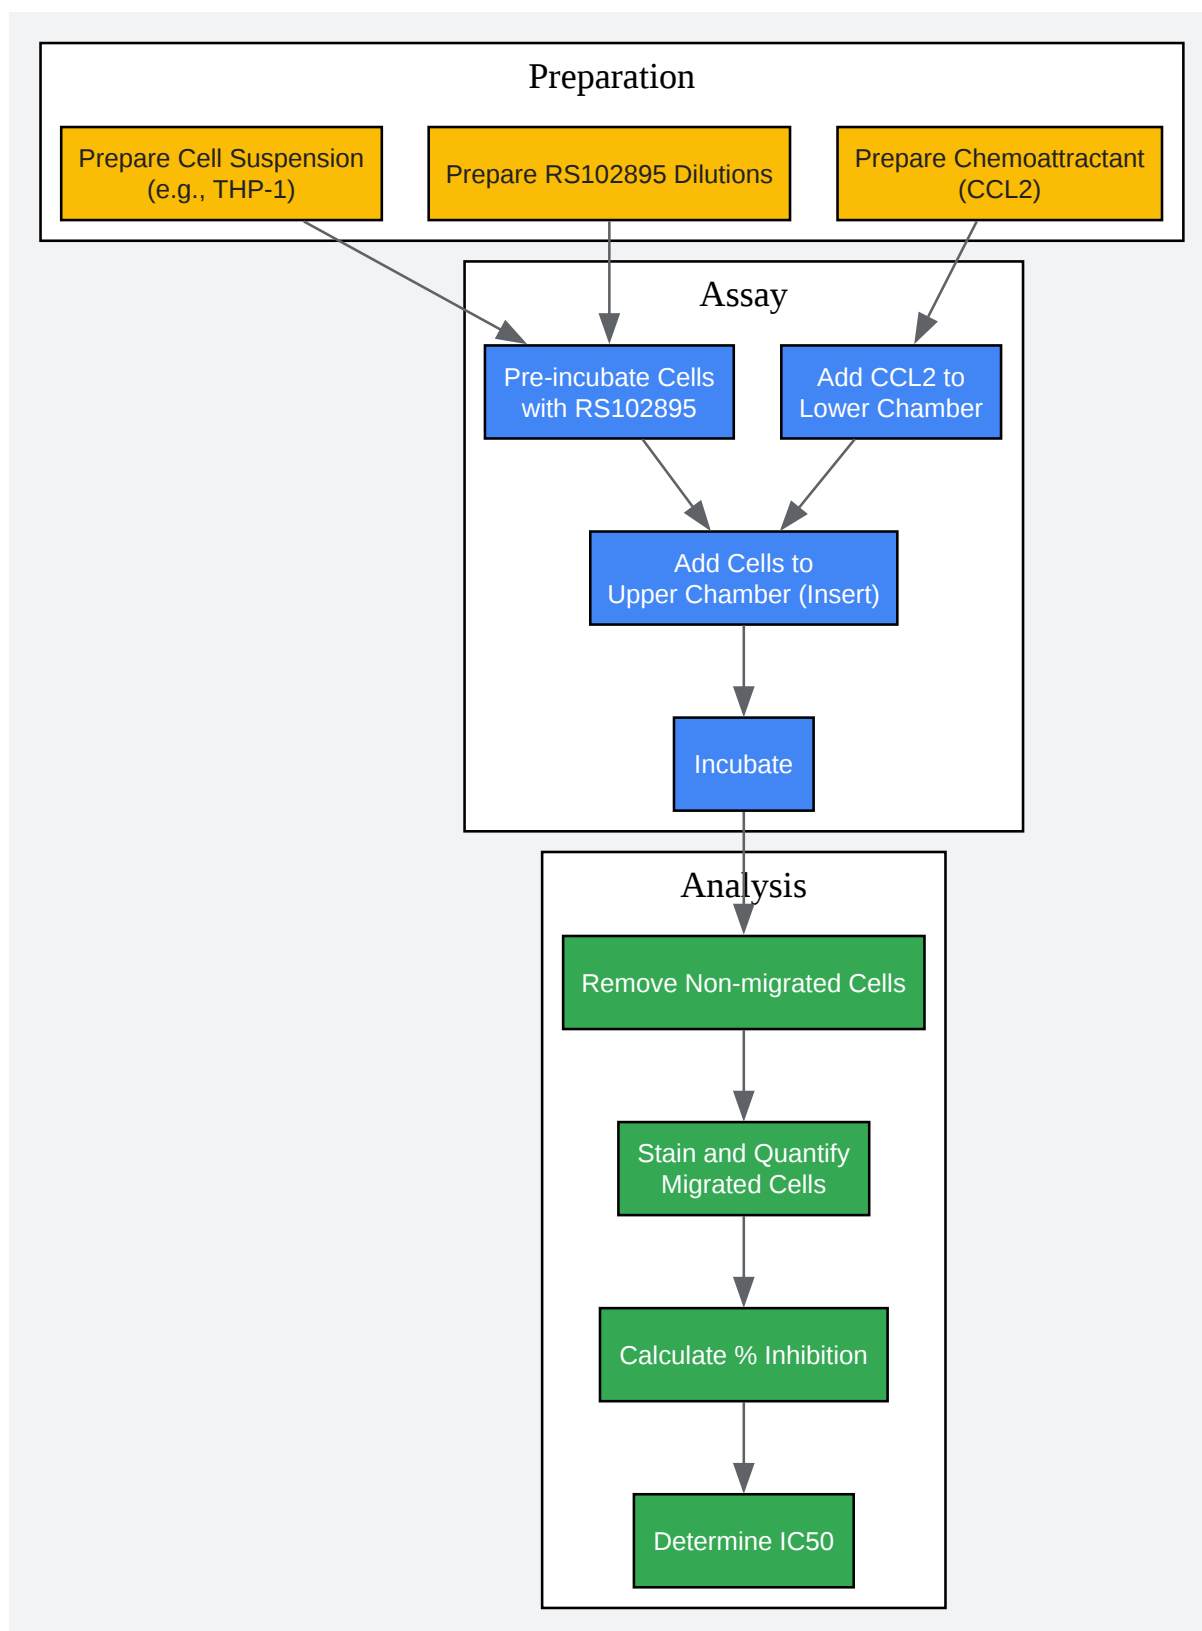 Preparation
Prepare Cell Suspension
(e.g., THP-1)
Prepare RS102895 Dilutions
Prepare Chemoattractant
(CCL2)
Assay
Pre-incubate Cells
with RS102895
Add CCL2 to
Lower Chamber
Add Cells to
Upper Chamber (Insert)
Incubate
Analysis
Remove Non-migrated Cells
Stain and Quantify
Migrated Cells
Calculate % Inhibition
Determine IC50